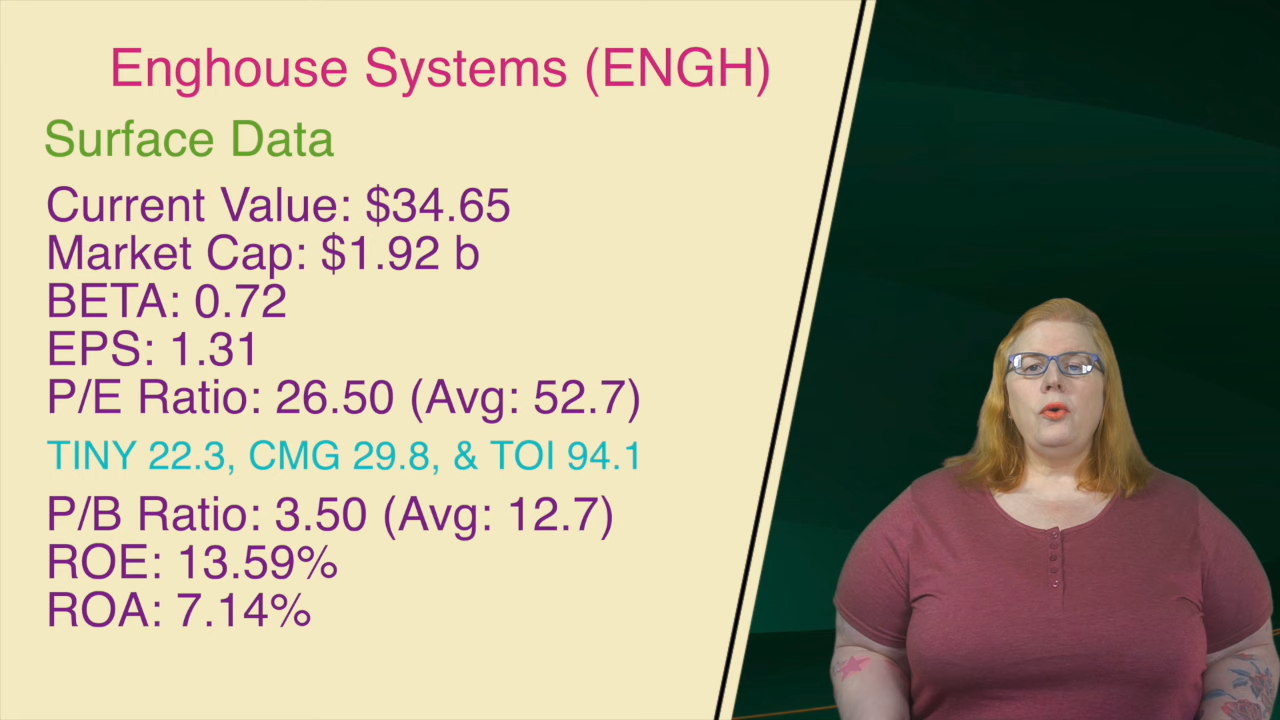 Enghouse Systems (ENGH)
Surface Data
Current Value: $34.65
Market Cap: $1.92 b
BETA: 0.72
EPS: 1.31
P/E Ratio: 26.50 (Avg: 52.7)
TINY 22.3, CMG 29.8, & TOI 94.1
P/B Ratio: 3.50 (Avg: 12.7)
ROE: 13.59%
ROA: 7.14%